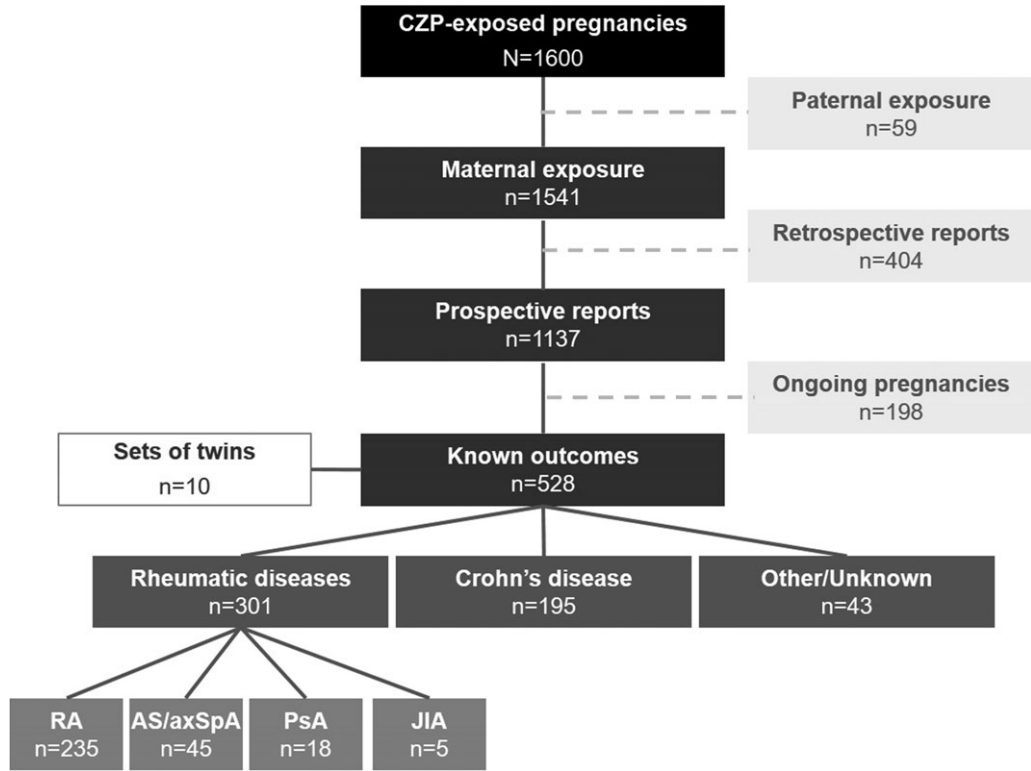 CZP-exposed pregnancies
N=1600
Paternal exposure
n=59
Maternal exposure
n=1541
Retrospective reports
n=404
Prospective reports
n=1137
Ongoing pregnancies
n=198
Sets of twins
n=10
Known outcomes
n=528
Rheumatic diseases
n=301
Crohn’s disease
n=195
Other/Unknown
n=43
RA
n=235
AS/axSpA
n=45
PsA
n=18
JIA
n=5